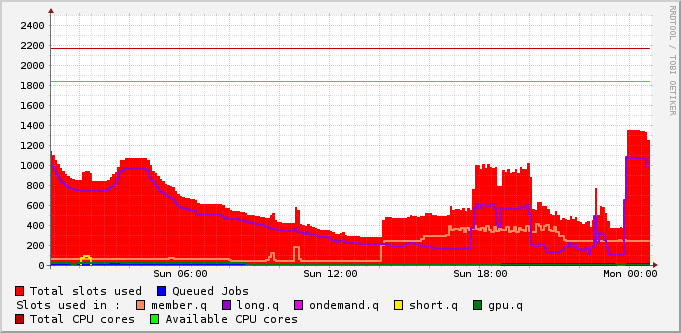 RRDTOOL / TOBI OETIKER
2400
2200
2000
1800
1600
1400
1200
1000
800
600
400
200
0
Sun 06:00 Sun 12:00 Sun 18:00 Mon 00:00
Total slots used Queued Jobs
Slots used in : member.q long.q ondemand.q short.q gpu.q
Total CPU cores Available CPU cores